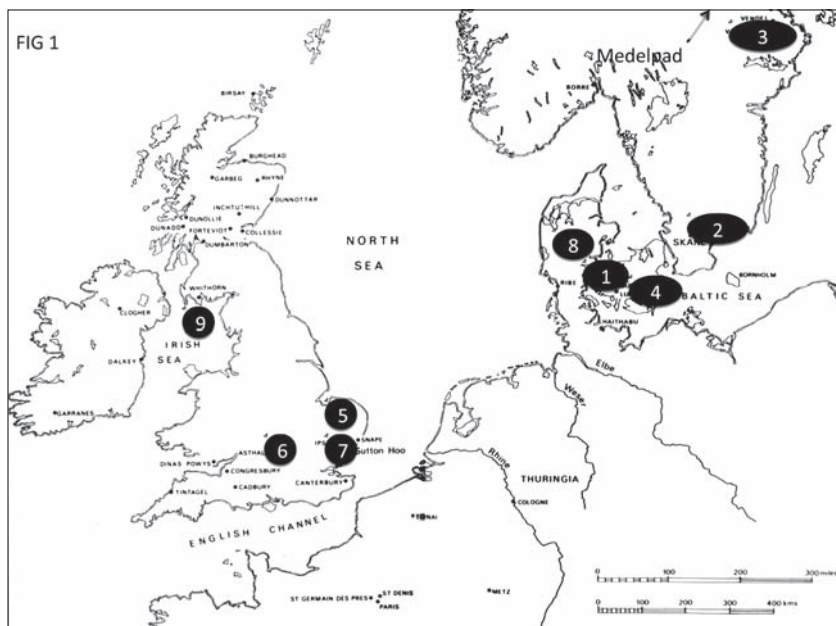 FIG 1
VENDEL
3
Medelpad
BORRE
BIRSAY
BURGHEAD
GARBEG
RHYNIE
DUNNOTTAR
INCHTUTHILL
DUNOLLIE
DUNADD
FORTEVIOT
COLLESSIE
DUMBARTON
NORTH
SEA
2
SKANE
8
1
4
RIBE
BORNHOLM
BALTIC SEA
HAITHABU
WHITHORN
CLOGHER
9
IRISH
SEA
DALKEY
Elbe
Weser
GARRANES
5
SNAPE
6
7
Sutton Hoo
DINAS POWYS
CONGRESBURY
CADBURY
CANTERBURY
TINTAGEL
Rhine
THURINGIA
COLOGNE
ENGLISH CHANNEL
ST GERMAIN DES PRES
ST DENIS
PARIS
METZ
0 100 200 300 miles
0 100 200 300 400 kms